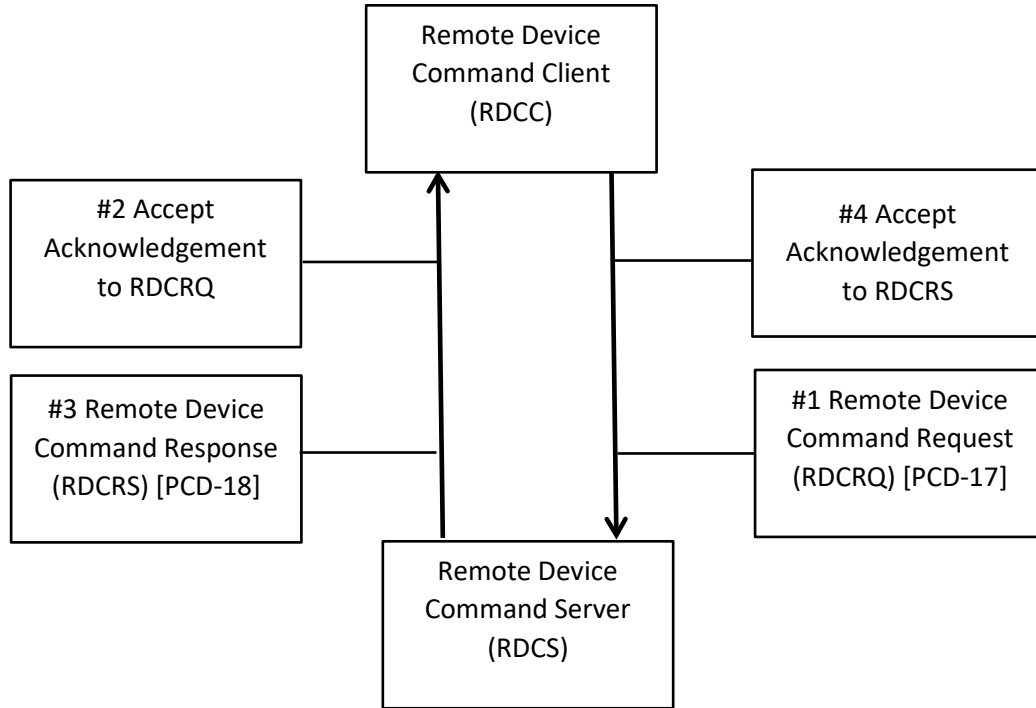 Remote Device
Command Client
(RDCC)
#2 Accept
Acknowledgement
to RDCRQ
#4 Accept
Acknowledgement
to RDCRS
#3 Remote Device
Command Response
(RDCRS) [PCD-18]
#1 Remote Device
Command Request
(RDCRQ) [PCD-17]
Remote Device
Command Server
(RDCS)